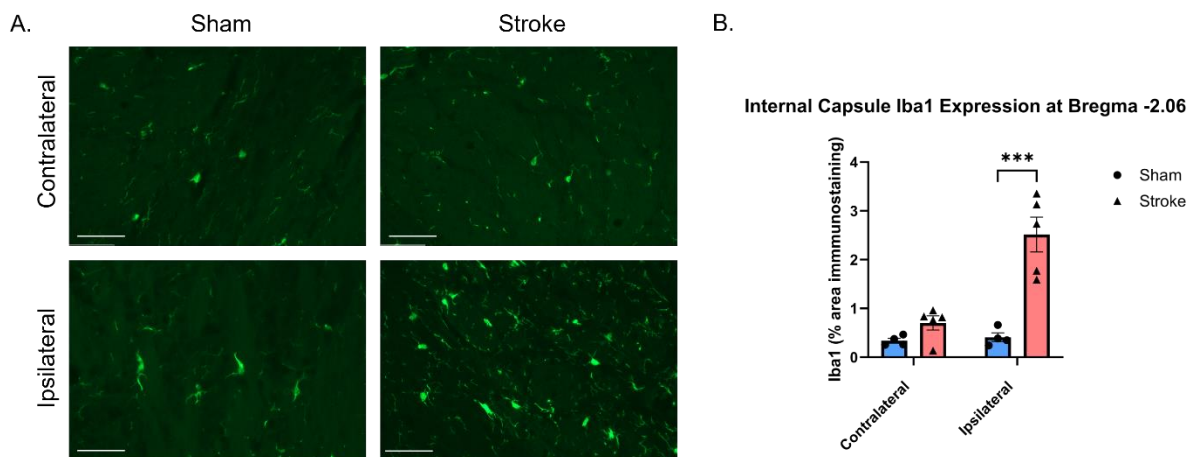 A.
Sham
Stroke
Contralateral
Ipsilateral
B.
Internal Capsule Iba1 Expression at Bregma -2.06
Iba1 (% area immunostaining)
4
3
2
1
0
***
Contralateral
Ipsilateral
Sham
Stroke